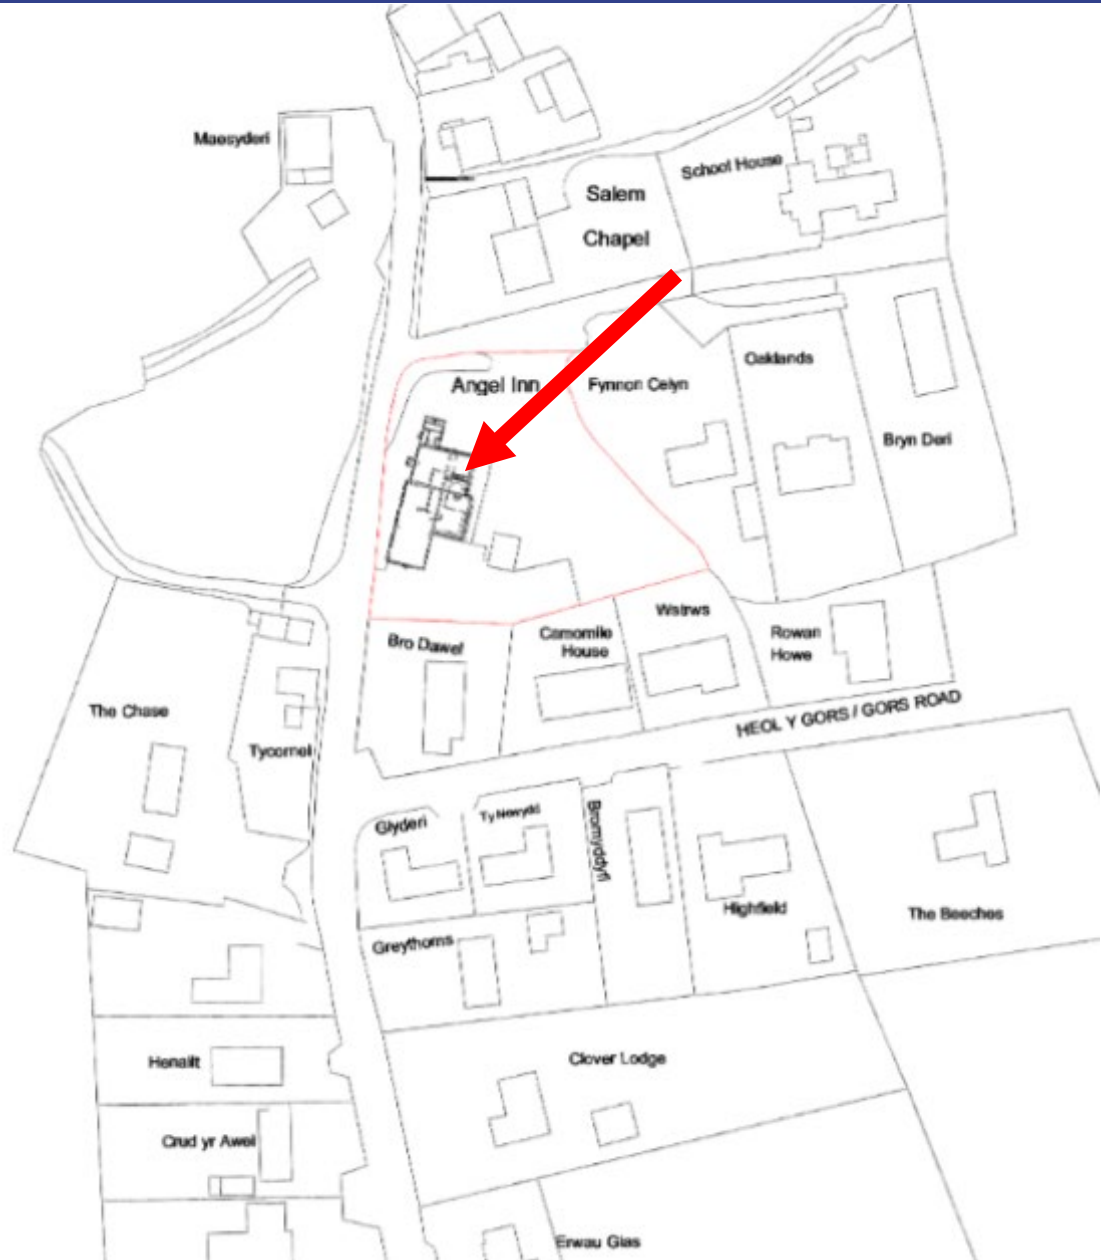 Maesyderi
School House
Salem
Chapel
Angel Inn
Fynnon Celyn
Oaklands
Bryn Deri
Wstrws
Bro Dawel
Camomile
House
Rowan
Howe
HEOL Y GORS / GORS ROAD
The Chase
Tycornel
Glyderi
Ty Newydd
Bromyddyfi
Highfield
The Beeches
Greythorns
Henallt
Clover Lodge
Crud yr Awel
Erwau Glas